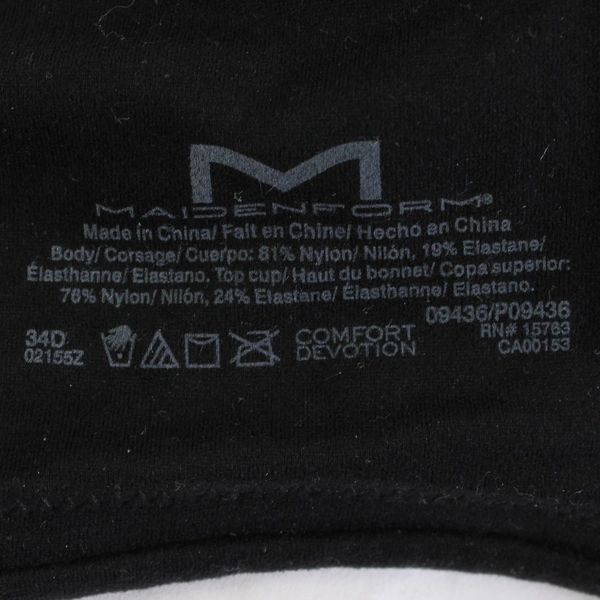 MAIDENFORM®
Made in China/ Fait en Chine/ Hecho en China
Body/ Corsage/ Cuerpo: 81% Nylon/ Nilón, 19% Elastane/
Élasthanne/ Elastano. Top cup/ Haut du bonnet/ Copa superior:
76% Nylon/ Nilón, 24% Elastane/ Élasthanne/ Elastano.
09436/P09436
34D
02155Z
COMFORT
DEVOTION
RN# 15763
CA00153